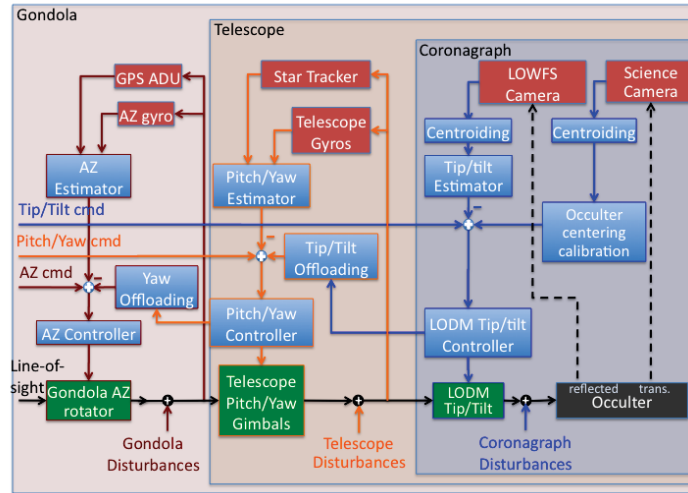 Gondola
Telescope
Coronagraph
GPS ADU
Star Tracker
LOWFS
Camera
Science
Camera
AZ gyro
Telescope
Gyros
Centroiding
Centroiding
AZ
Estimator
Pitch/Yaw
Estimator
Tip/tilt
Estimator
Tip/Tilt cmd
Occulter
centering
calibration
Pitch/Yaw cmd
Tip/Tilt
Offloading
AZ cmd
Yaw
Offloading
AZ Controller
Pitch/Yaw
Controller
LODM Tip/tilt
Controller
Line-of-
sight
Gondola AZ
rotator
Telescope
Pitch/Yaw
Gimbals
LODM
Tip/Tilt
reflected trans.
Occulter
Gondola
Disturbances
Telescope
Disturbances
Coronagraph
Disturbances